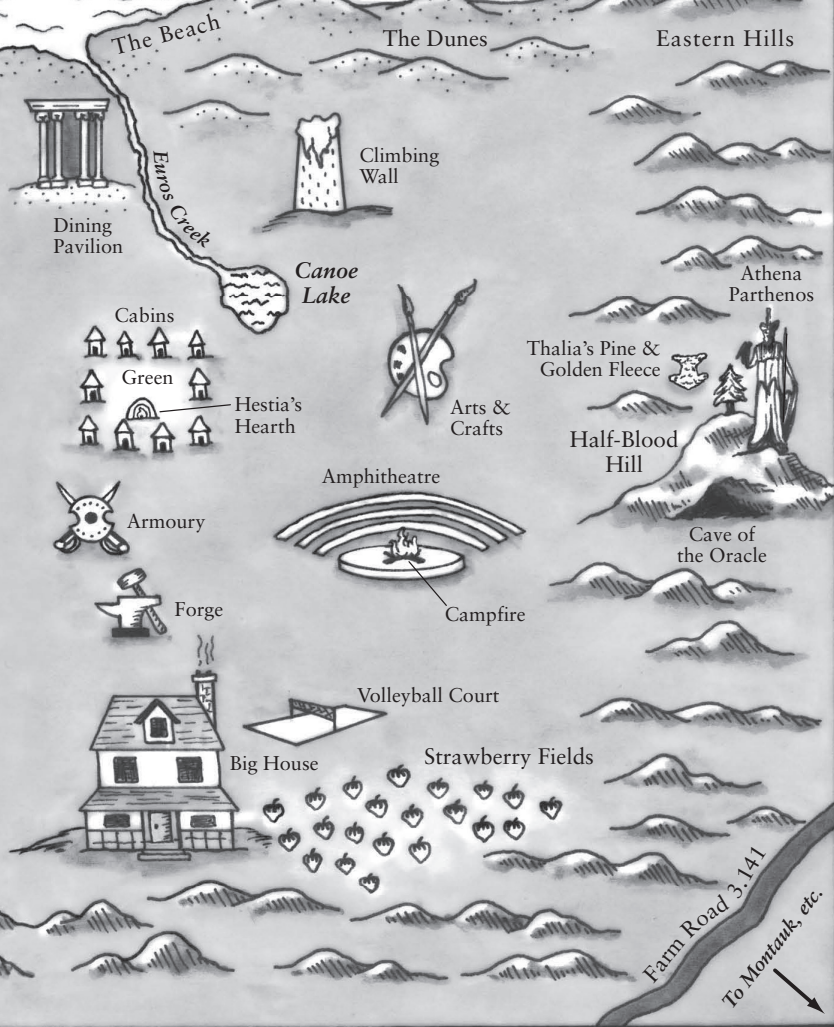 The Beach
The Dunes
Eastern Hills
Climbing
Wall
Euros Creek
Dining
Pavilion
Canoe
Lake
Athena
Parthenos
Cabins
Thalia's Pine &
Golden Fleece
Green
Hestia's
Hearth
Arts &
Crafts
Half-Blood
Hill
Amphitheatre
Armoury
Cave of
the Oracle
Forge
Campfire
Volleyball Court
Big House
Strawberry Fields
Farm Road 3.141
To Montauk, etc.